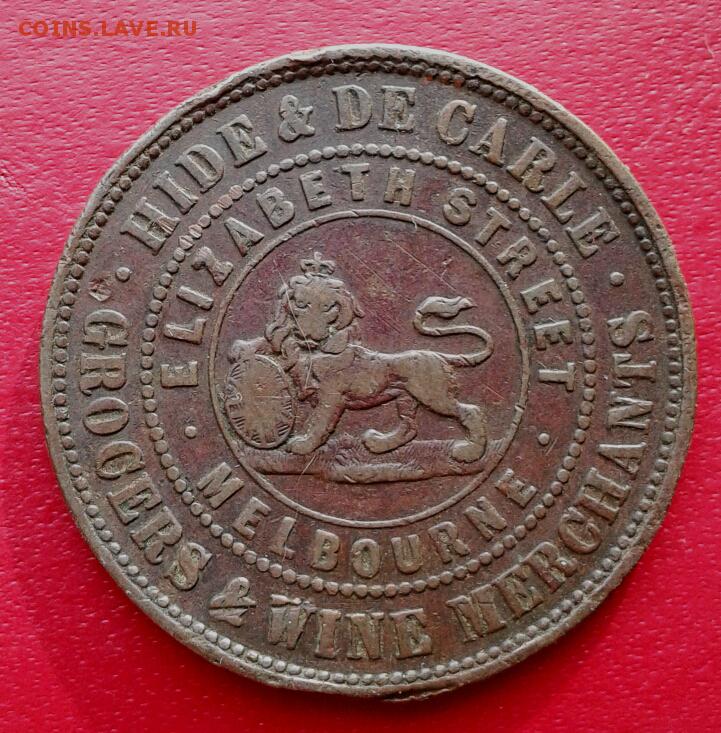 COINS.LAVE.RU
HIDE & DE CARLE
GROCERS & WINE MERCHANTS
ELIZABETH STREET
MELBOURNE